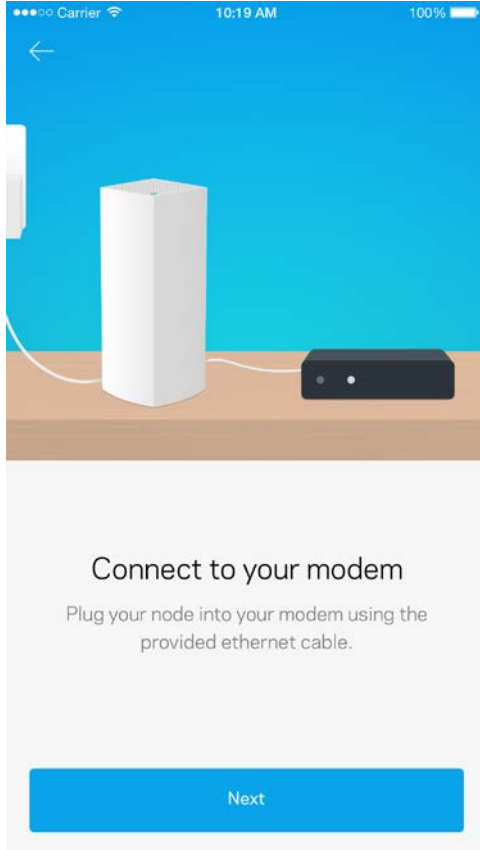 Carrier 10:19 AM 100%
Connect to your modem
Plug your node into your modem using the
provided ethernet cable.
Next